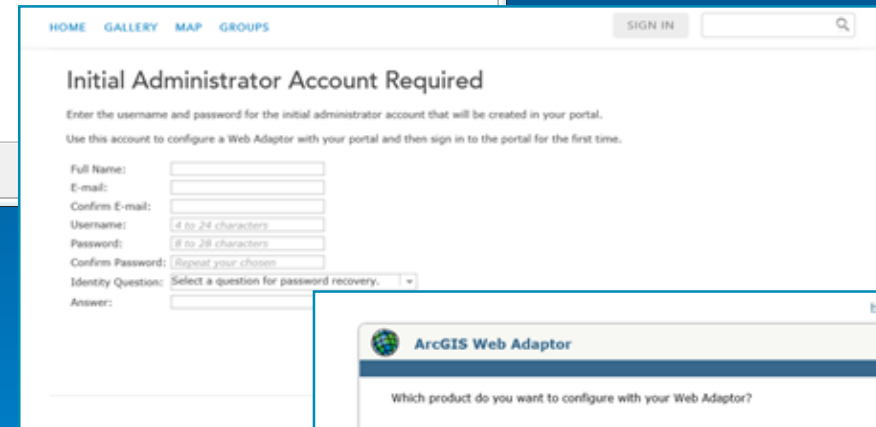 HOME GALLERY MAP GROUPS SIGN IN
Initial Administrator Account Required
Enter the username and password for the initial administrator account that will be created in your portal.
Use this account to configure a Web Adaptor with your portal and then sign in to the portal for the first time.
Full Name:
E-mail:
Confirm E-mail:
Username: 4 to 24 characters
Password: 8 to 28 characters
Confirm Password: Repeat your chosen
Identity Question: Select a question for password recovery.
Answer:
ArcGIS Web Adaptor
Which product do you want to configure with your Web Adaptor?